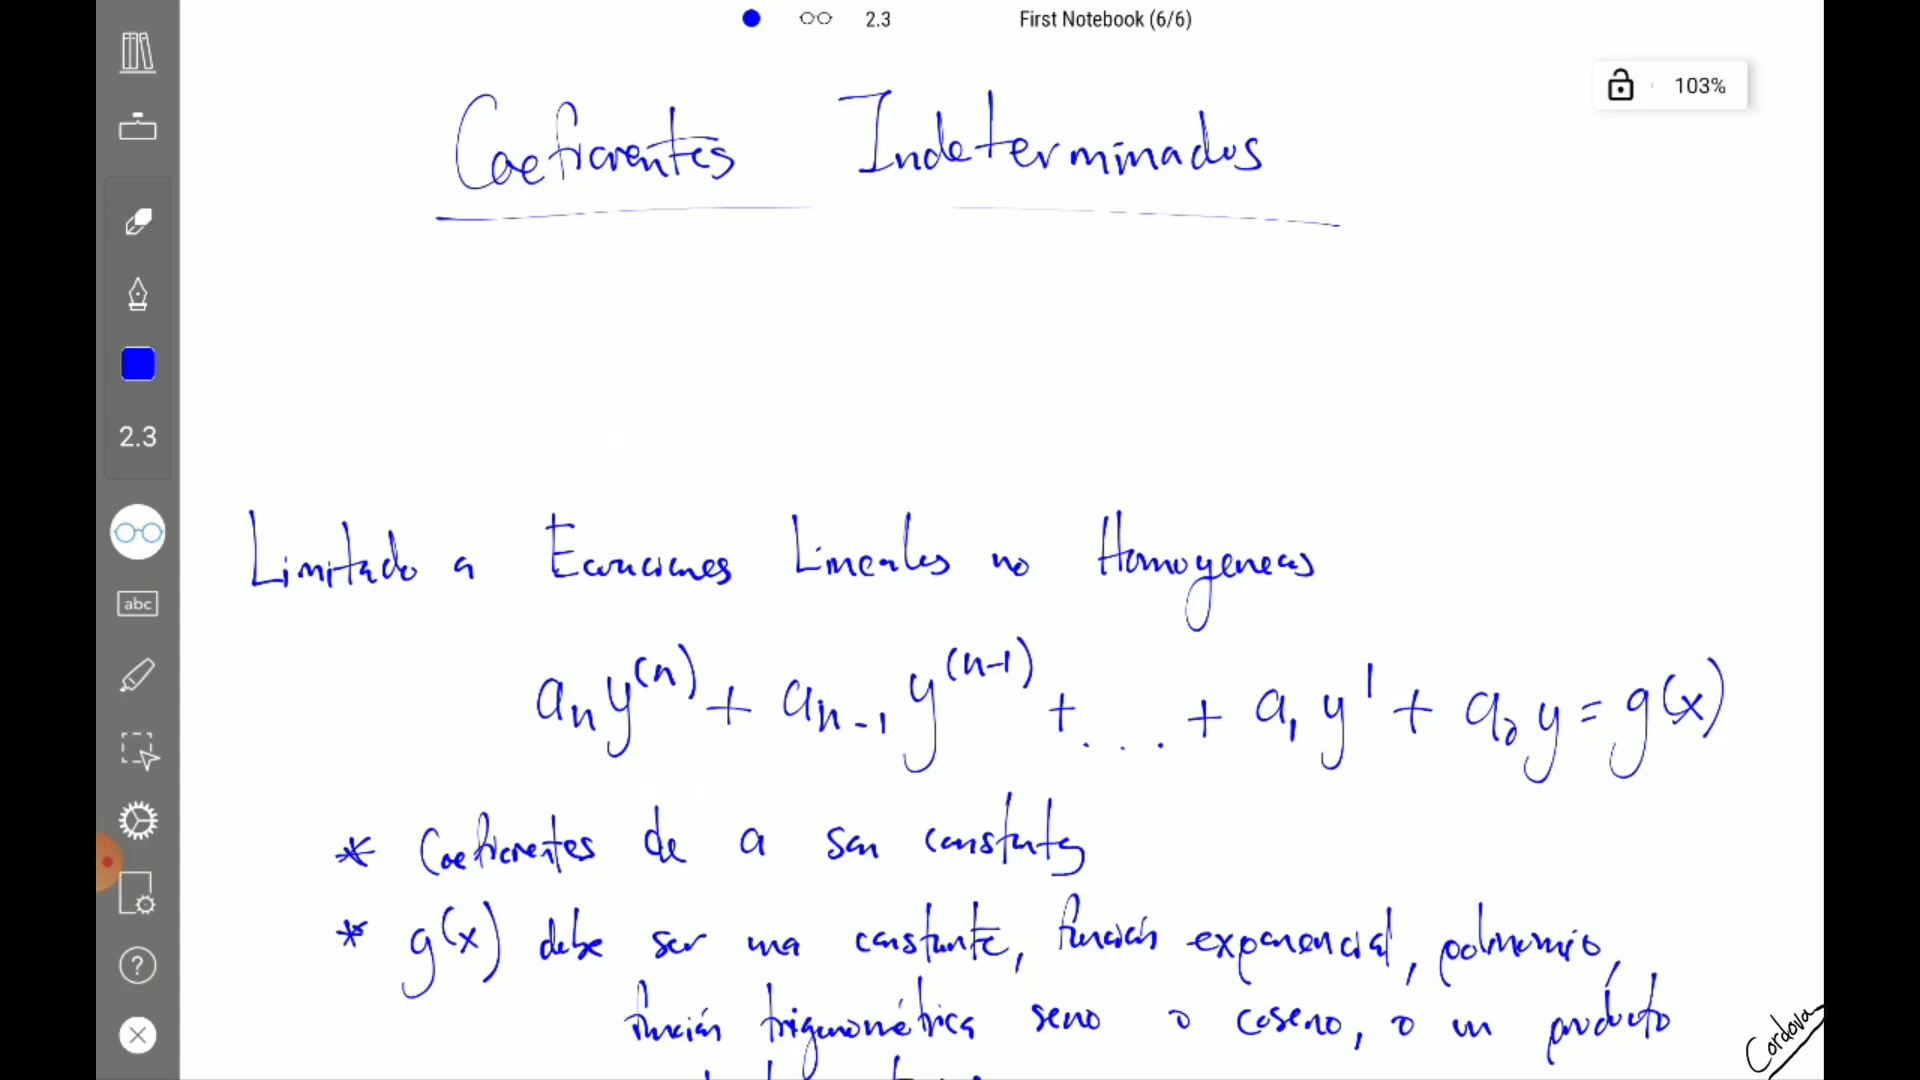 2.3 First Notebook (6/6)
103%
Coeficientes Indeterminados
2.3
Limitado a Ecuaciones Lineales no Homogeneas
abc
aₙy⁽ⁿ⁾ + aₙ₋₁y⁽ⁿ⁻¹⁾ + ... + a₁y' + a₀y = g(x)
* Coeficientes de a son constantes
* g(x) debe ser una constante, función exponencial, polinomio,
función trigonométrica seno o coseno, o un producto
Cordova